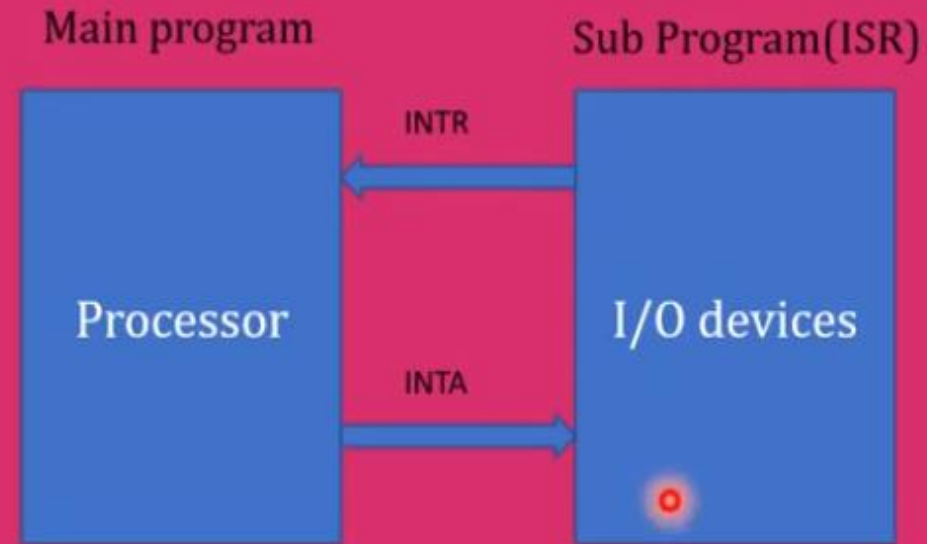 Main program
Sub Program(ISR)
INTR
Processor
I/O devices
INTA